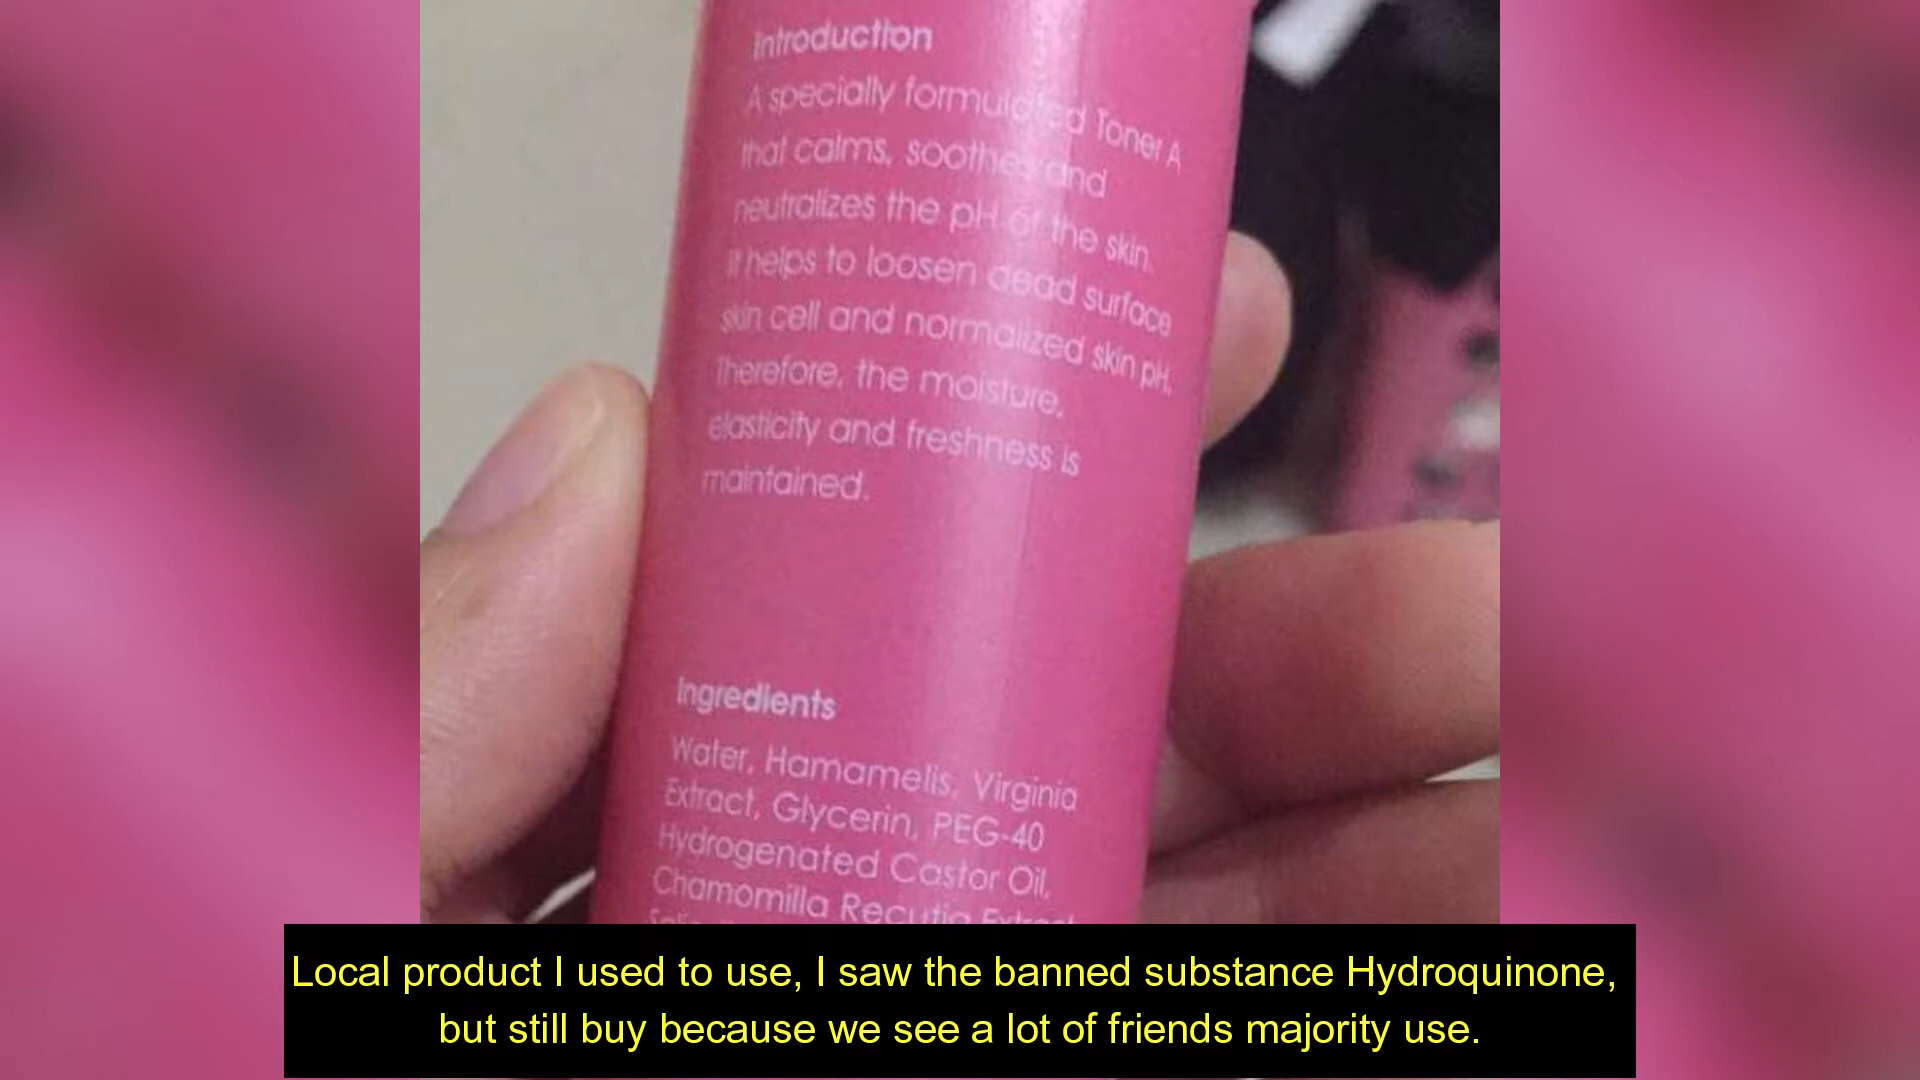 Introduction
A specially formulated Toner A
that calms, soothes and
neutralizes the pH of the skin.
It helps to loosen dead surface
skin cell and normalized skin pH.
Therefore, the moisture,
elasticity and freshness is
maintained.
Ingredients
Water, Hamamelis, Virginia
Extract, Glycerin, PEG-40
Hydrogenated Castor Oil,
Chamomilla Recutia Extract
Local product I used to use, I saw the banned substance Hydroquinone,
but still buy because we see a lot of friends majority use.